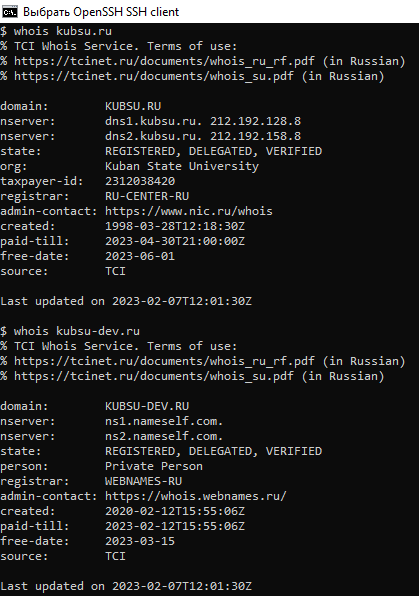 Выбрать OpenSSH SSH client
$ whois kubsu.ru
% TCI Whois Service. Terms of use:
% https://tcinet.ru/documents/whois_ru_rf.pdf (in Russian)
% https://tcinet.ru/documents/whois_su.pdf (in Russian)

domain:        KUBSU.RU
nserver:       dns1.kubsu.ru. 212.192.128.8
nserver:       dns2.kubsu.ru. 212.192.158.8
state:         REGISTERED, DELEGATED, VERIFIED
org:           Kuban State University
taxpayer-id:   2312038420
registrar:     RU-CENTER-RU
admin-contact: https://www.nic.ru/whois
created:       1998-03-28T12:18:30Z
paid-till:     2023-04-30T21:00:00Z
free-date:     2023-06-01
source:        TCI

Last updated on 2023-02-07T12:01:30Z

$ whois kubsu-dev.ru
% TCI Whois Service. Terms of use:
% https://tcinet.ru/documents/whois_ru_rf.pdf (in Russian)
% https://tcinet.ru/documents/whois_su.pdf (in Russian)

domain:        KUBSU-DEV.RU
nserver:       ns1.nameself.com.
nserver:       ns2.nameself.com.
state:         REGISTERED, DELEGATED, VERIFIED
person:        Private Person
registrar:     WEBNAMES-RU
admin-contact: https://whois.webnames.ru/
created:       2020-02-12T15:55:06Z
paid-till:     2023-02-12T15:55:06Z
free-date:     2023-03-15
source:        TCI

Last updated on 2023-02-07T12:01:30Z